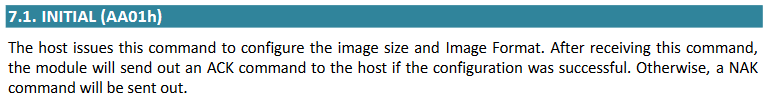 7.1. INITIAL (AA01h)
The host issues this command to configure the image size and Image Format. After receiving this command,
the module will send out an ACK command to the host if the configuration was successful. Otherwise, a NAK
command will be sent out.